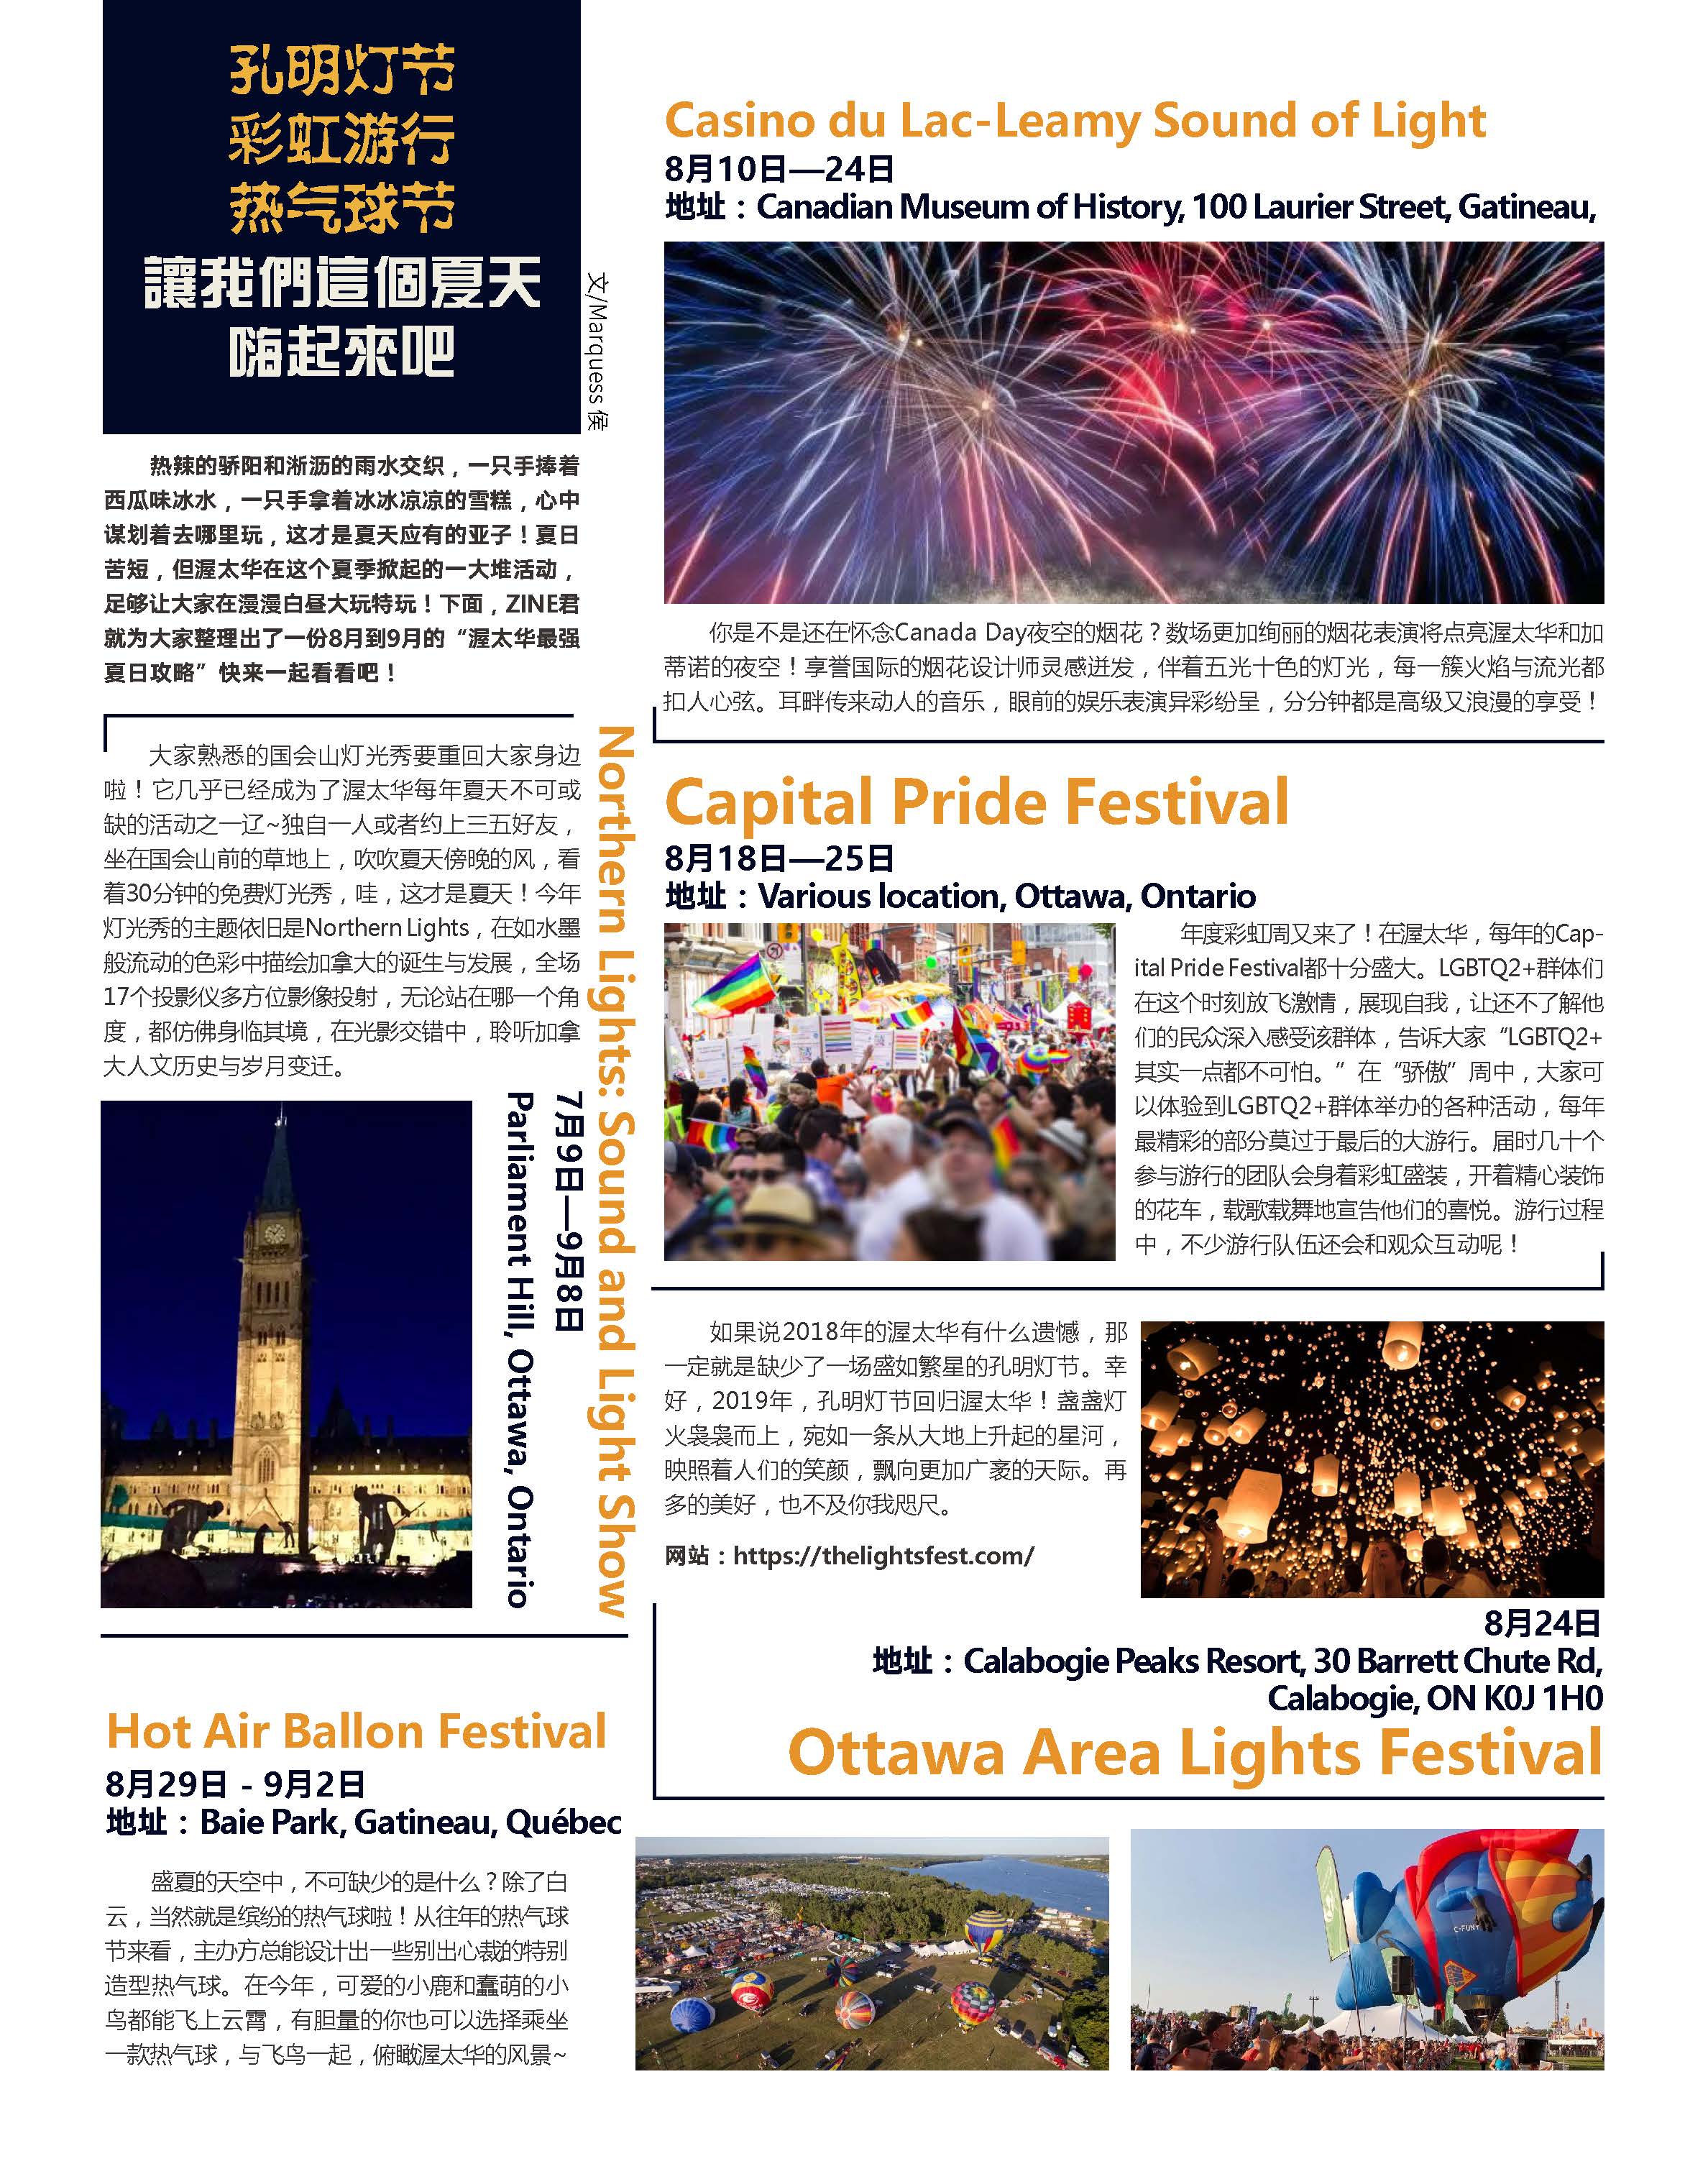 孔明灯节
彩虹游行
热气球节
讓我們這個夏天
嗨起來吧
文/Marquess 侯
热辣的骄阳和淅沥的雨水交织，一只手捧着
西瓜味冰水，一只手拿着冰冰凉凉的雪糕，心中
谋划着去哪里玩，这才是夏天应有的亚子！夏日
苦短，但渥太华在这个夏季掀起的一大堆活动，
足够让大家在漫漫白昼大玩特玩！下面，ZINE君
就为大家整理出了一份8月到9月的“渥太华最强
夏日攻略”快来一起看看吧！
大家熟悉的国会山灯光秀要重回大家身边
啦！它几乎已经成为了渥太华每年夏天不可或
缺的活动之一辽~独自一人或者约上三五好友，
坐在国会山前的草地上，吹吹夏天傍晚的风，看
着30分钟的免费灯光秀，哇，这才是夏天！今年
灯光秀的主题依旧是Northern Lights，在如水墨
般流动的色彩中描绘加拿大的诞生与发展，全场
17个投影仪多方位影像投射，无论站在哪一个角
度，都仿佛身临其境，在光影交错中，聆听加拿
大人文历史与岁月变迁。
Northern Lights: Sound and Light Show
7月9日—9月8日
Parliament Hill, Ottawa, Ontario
Hot Air Ballon Festival
8月29日 - 9月2日
地址：Baie Park, Gatineau, Québec
盛夏的天空中，不可缺少的是什么？除了白
云，当然就是缤纷的热气球啦！从往年的热气球
节来看，主办方总能设计出一些别出心裁的特别
造型热气球。在今年，可爱的小鹿和蠢萌的小
鸟都能飞上云霄，有胆量的你也可以选择乘坐
一款热气球，与飞鸟一起，俯瞰渥太华的风景~
Casino du Lac-Leamy Sound of Light
8月10日—24日
地址：Canadian Museum of History, 100 Laurier Street, Gatineau,
你是不是还在怀念Canada Day夜空的烟花？数场更加绚丽的烟花表演将点亮渥太华和加
蒂诺的夜空！享誉国际的烟花设计师灵感迸发，伴着五光十色的灯光，每一簇火焰与流光都
扣人心弦。耳畔传来动人的音乐，眼前的娱乐表演异彩纷呈，分分钟都是高级又浪漫的享受！
Capital Pride Festival
8月18日—25日
地址：Various location, Ottawa, Ontario
年度彩虹周又来了！在渥太华，每年的Cap-
ital Pride Festival都十分盛大。LGBTQ2+群体们
在这个时刻放飞激情，展现自我，让还不了解他
们的民众深入感受该群体，告诉大家“LGBTQ2+
其实一点都不可怕。”在“骄傲”周中，大家可
以体验到LGBTQ2+群体举办的各种活动，每年
最精彩的部分莫过于最后的大游行。届时几十个
参与游行的团队会身着彩虹盛装，开着精心装饰
的花车，载歌载舞地宣告他们的喜悦。游行过程
中，不少游行队伍还会和观众互动呢！
如果说2018年的渥太华有什么遗憾，那
一定就是缺少了一场盛如繁星的孔明灯节。幸
好，2019年，孔明灯节回归渥太华！盏盏灯
火袅袅而上，宛如一条从大地上升起的星河，
映照着人们的笑颜，飘向更加广袤的天际。再
多的美好，也不及你我咫尺。
网站：https://thelightsfest.com/
8月24日
地址：Calabogie Peaks Resort, 30 Barrett Chute Rd,
Calabogie, ON K0J 1H0
Ottawa Area Lights Festival
C-FUNY